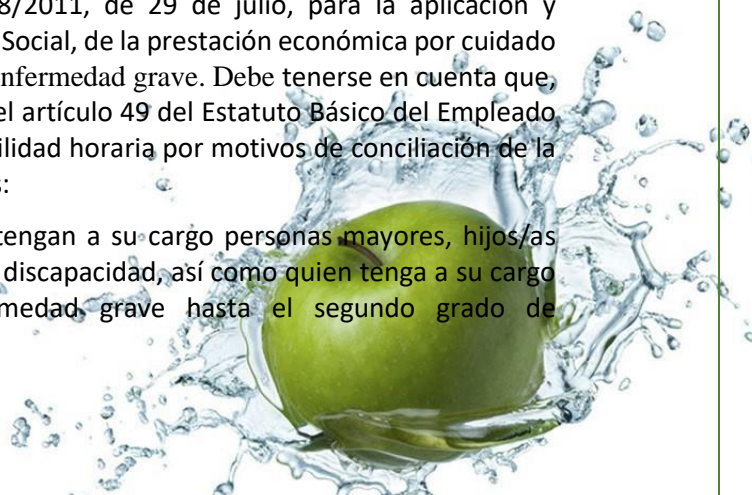 8/2011, de 29 de julio, para la aplicación y
Social, de la prestación económica por cuidado
nfermedad grave. Debe tenerse en cuenta que,
el artículo 49 del Estatuto Básico del Empleado
ilidad horaria por motivos de conciliación de la
s:
tengan a su cargo personas mayores, hijos/as
discapacidad, así como quien tenga a su cargo
medad grave hasta el segundo grado de